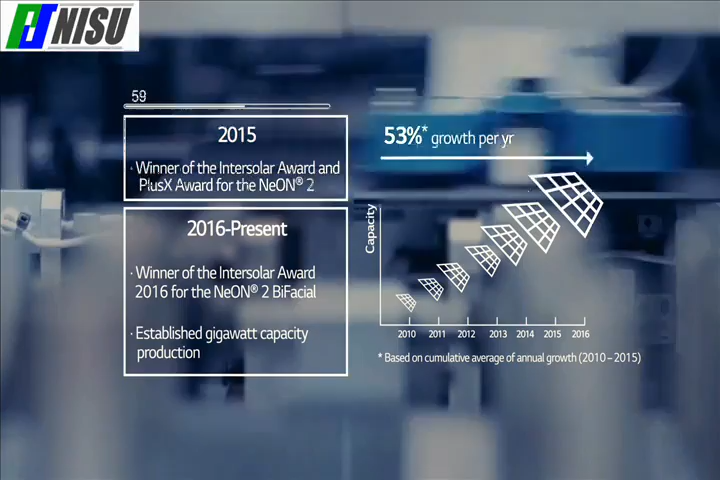 NISU
59
2015
· Winner of the Intersolar Award and
PlusX Award for the NeON® 2
2016-Present
· Winner of the Intersolar Award
2016 for the NeON® 2 BiFacial
· Established gigawatt capacity
production
53%* growth per yr
Capacity
2010 2011 2012 2013 2014 2015 2016
* Based on cumulative average of annual growth (2010 – 2015)